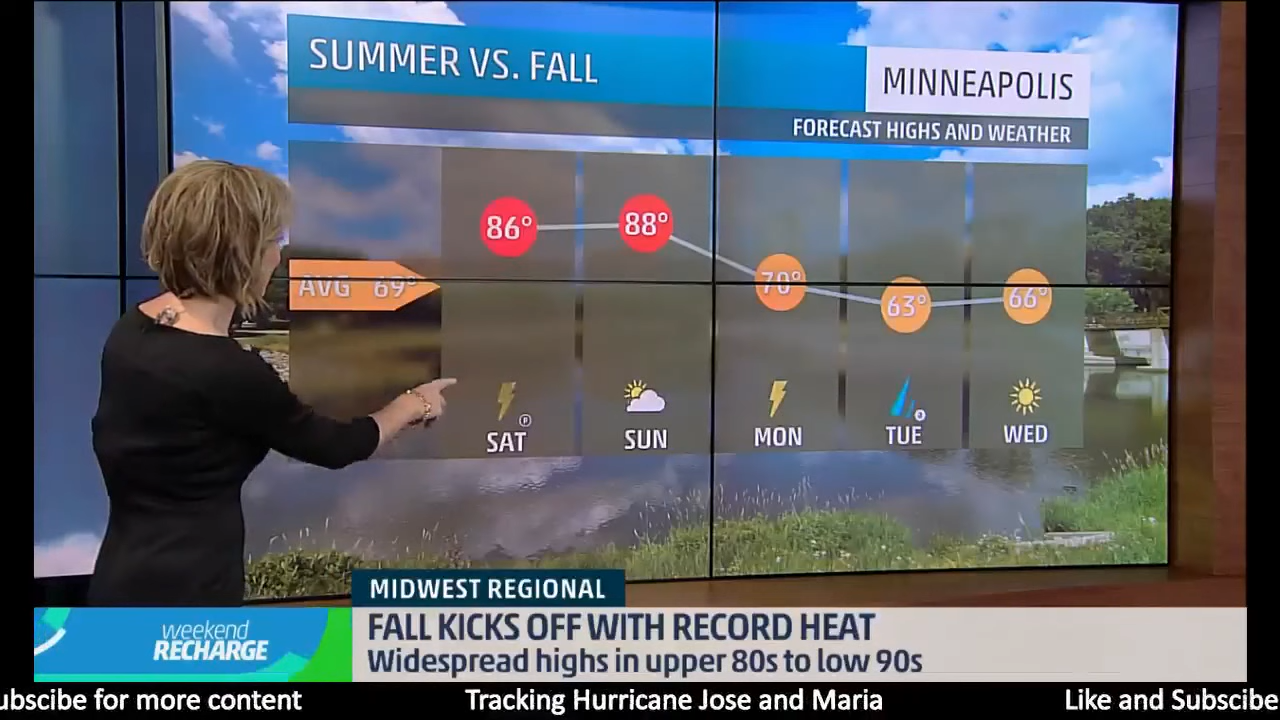 SUMMER VS. FALL
MINNEAPOLIS
FORECAST HIGHS AND WEATHER
86°
88°
AVG 69°
70°
63°
66°
SAT
SUN
MON
TUE
WED
MIDWEST REGIONAL
weekend
RECHARGE
FALL KICKS OFF WITH RECORD HEAT
Widespread highs in upper 80s to low 90s
ubscribe for more content Tracking Hurricane Jose and Maria Like and Subscribe